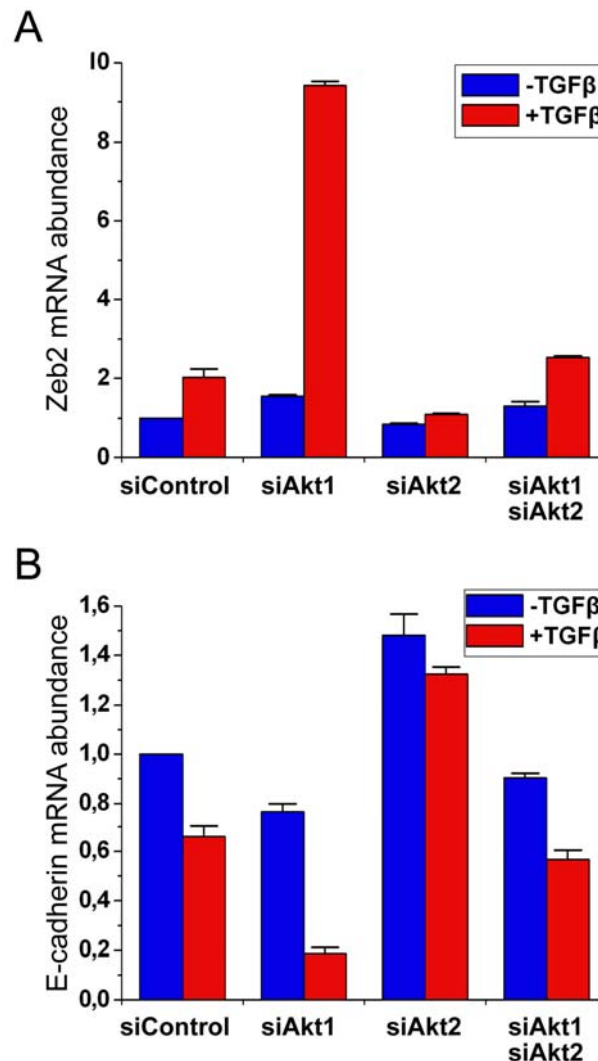 A
-TGFβ
+TGFβ
Zeb2 mRNA abundance
10
8
6
4
2
0
siControl siAkt1 siAkt2 siAkt1
siAkt2
B
-TGFβ
+TGFβ
E-cadherin mRNA abundance
1,6
1,4
1,2
1,0
0,8
0,6
0,4
0,2
0,0
siControl siAkt1 siAkt2 siAkt1
siAkt2